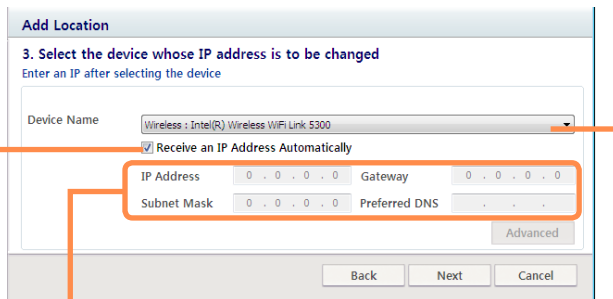 Add Location
3. Select the device whose IP address is to be changed
Enter an IP after selecting the device
Device Name
Wireless : Intel(R) Wireless WiFi Link 5300
Receive an IP Address Automatically
IP Address 0 . 0 . 0 . 0 Gateway 0 . 0 . 0 . 0
Subnet Mask 0 . 0 . 0 . 0 Preferred DNS . . .
Advanced
Back Next Cancel